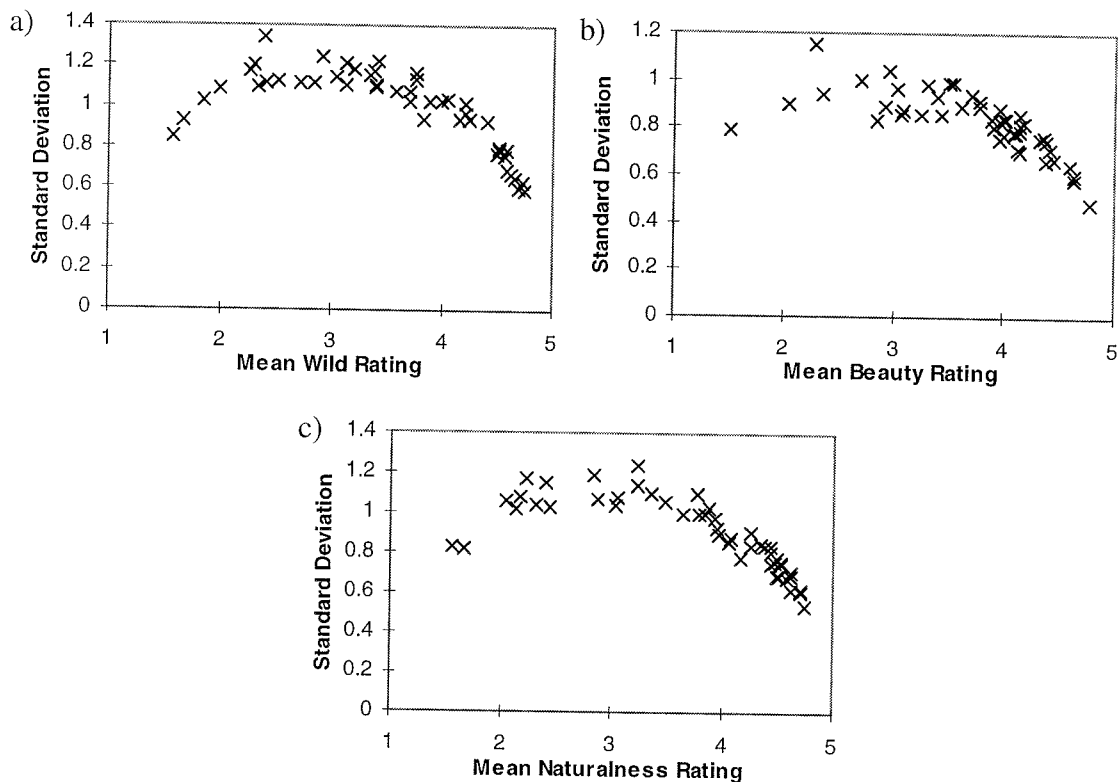 a)
1.4
1.2
1
0.8
0.6
0.4
0.2
0
Standard Deviation
1 2 3 4 5
Mean Wild Rating
b)
1.2
1
0.8
0.6
0.4
0.2
0
Standard Deviation
1 2 3 4 5
Mean Beauty Rating
c)
1.4
1.2
1
0.8
0.6
0.4
0.2
0
Standard Deviation
1 2 3 4 5
Mean Naturalness Rating